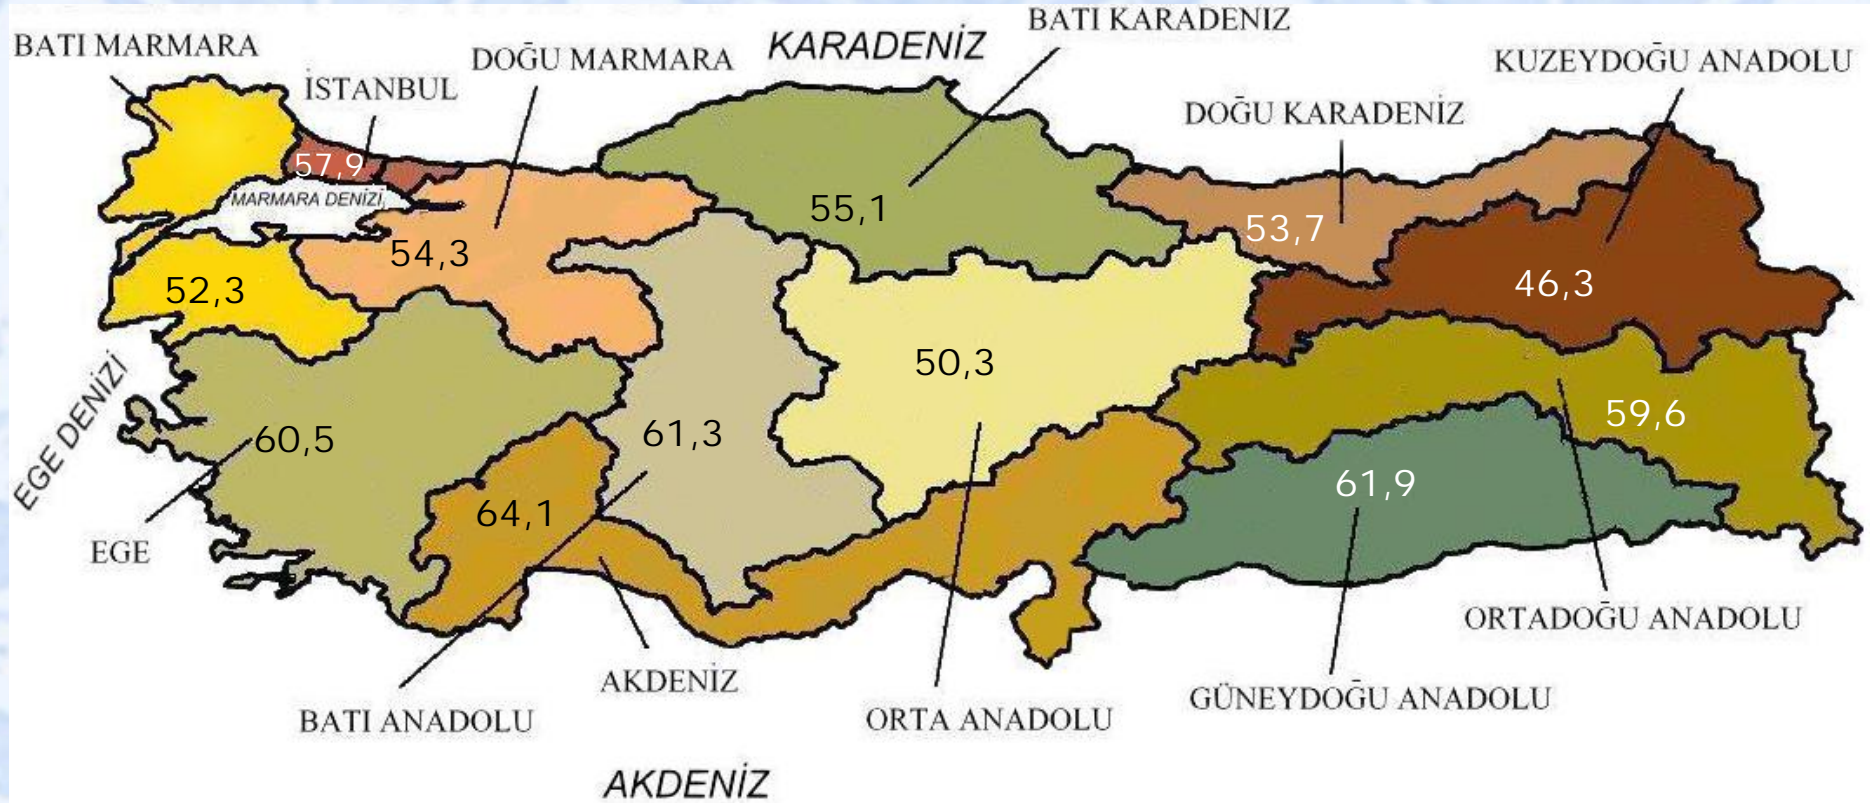 BATI KARADENİZ
BATI MARMARA
KARADENİZ
DOĞU MARMARA
KUZEYDOĞU ANADOLU
İSTANBUL
DOĞU KARADENİZ
57,9
MARMARA DENİZİ
55,1
53,7
54,3
52,3
46,3
50,3
EGE DENİZİ
60,5
61,3
59,6
64,1
61,9
EGE
ORTADOĞU ANADOLU
AKDENİZ
GÜNEYDOĞU ANADOLU
BATI ANADOLU
ORTA ANADOLU
AKDENİZ